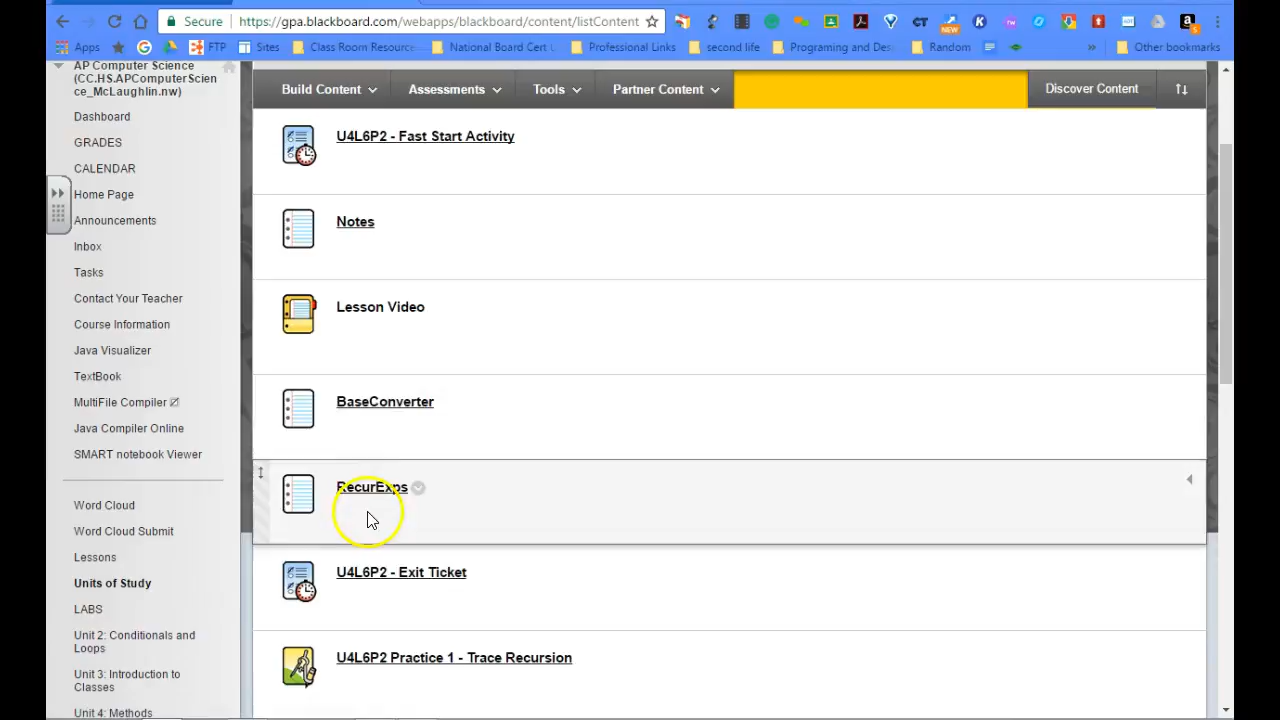 Secure
https://gpa.blackboard.com/webapps/blackboard/content/listContent
Apps
FTP
Sites
Class Room Resource
National Board Cert
Professional Links
second life
Programing and Des
Random
»
Other bookmarks
AP Computer Science
(CC.HS.APComputerScien
ce_McLaughlin.nw)
Dashboard
GRADES
CALENDAR
Home Page
Announcements
Inbox
Tasks
Contact Your Teacher
Course Information
Java Visualizer
TextBook
MultiFile Compiler
Java Compiler Online
SMART notebook Viewer
Word Cloud
Word Cloud Submit
Lessons
Units of Study
LABS
Unit 2: Conditionals and
Loops
Unit 3: Introduction to
Classes
Unit 4: Methods
Build Content
Assessments
Tools
Partner Content
Discover Content
U4L6P2 - Fast Start Activity
Notes
Lesson Video
BaseConverter
RecurExps
U4L6P2 - Exit Ticket
U4L6P2 Practice 1 - Trace Recursion